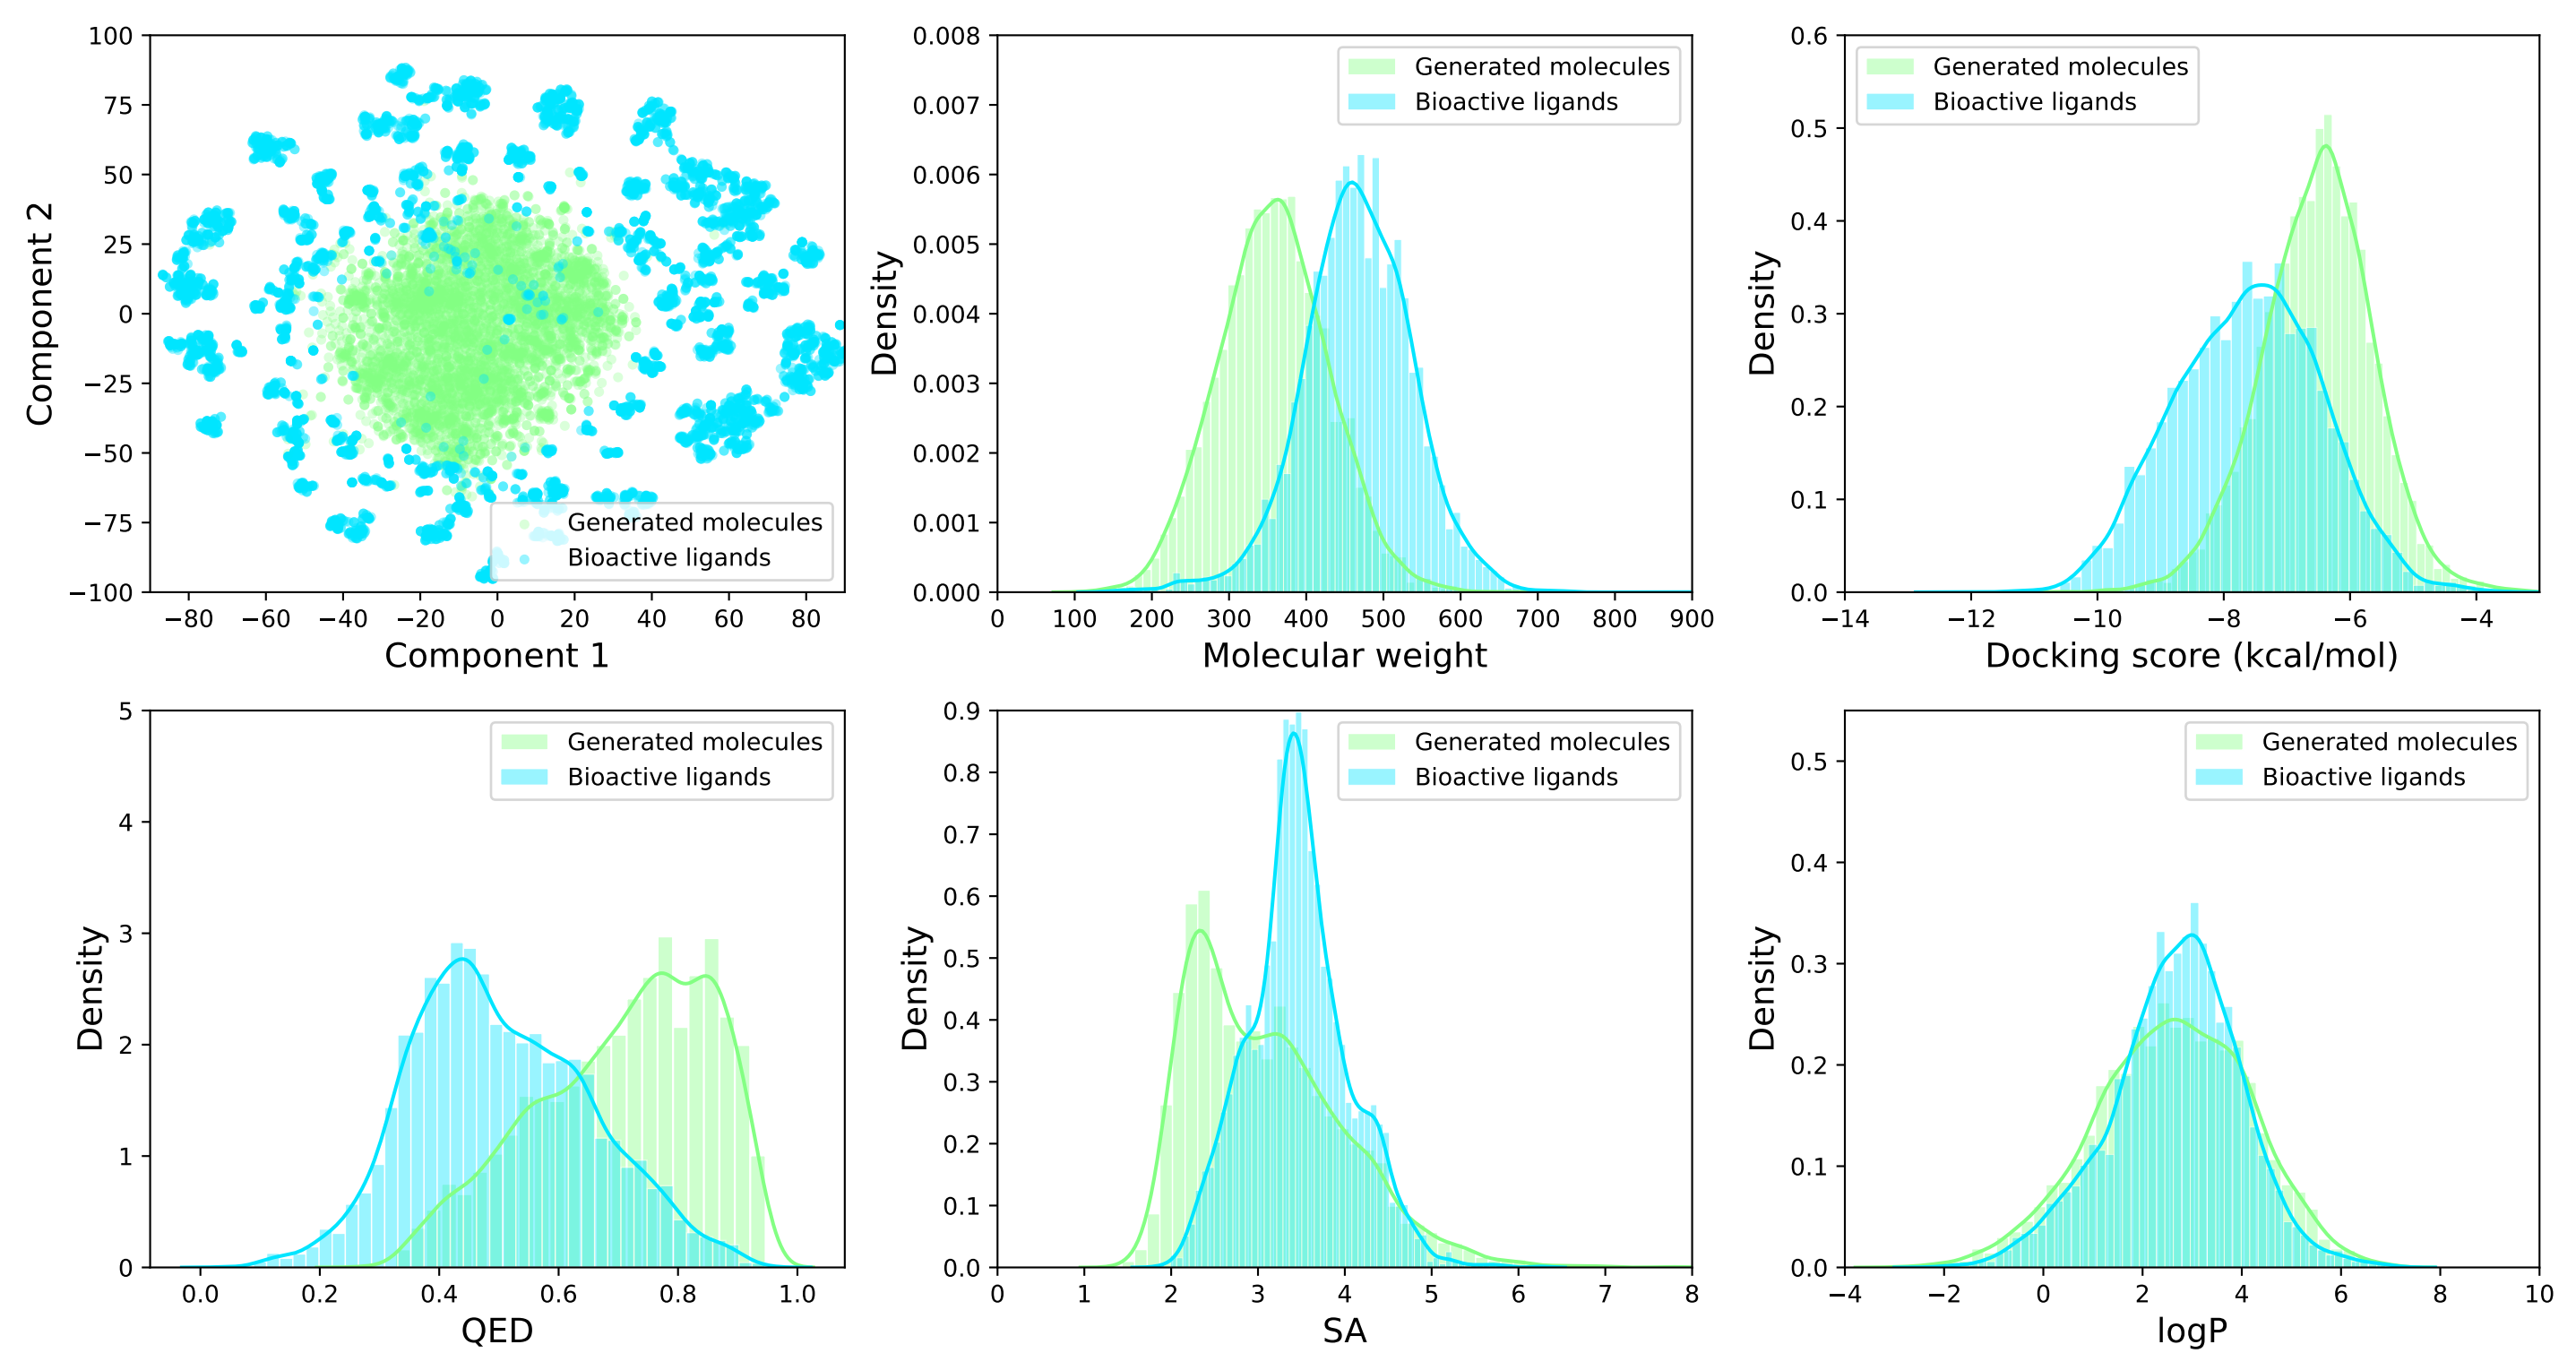 100
75
50
25
0
−25
−50
−75
−100
Component 2
−80 −60 −40 −20 0 20 40 60 80
Component 1
Generated molecules
Bioactive ligands
0.008
0.007
0.006
0.005
0.004
0.003
0.002
0.001
0.000
Density
0 100 200 300 400 500 600 700 800 900
Molecular weight
Generated molecules
Bioactive ligands
0.6
0.5
0.4
0.3
0.2
0.1
0.0
Density
−14 −12 −10 −8 −6 −4
Docking score (kcal/mol)
Generated molecules
Bioactive ligands
5
4
3
2
1
0
Density
0.0 0.2 0.4 0.6 0.8 1.0
QED
Generated molecules
Bioactive ligands
0.9
0.8
0.7
0.6
0.5
0.4
0.3
0.2
0.1
0.0
Density
0 1 2 3 4 5 6 7 8
SA
Generated molecules
Bioactive ligands
0.5
0.4
0.3
0.2
0.1
0.0
Density
−4 −2 0 2 4 6 8 10
logP
Generated molecules
Bioactive ligands